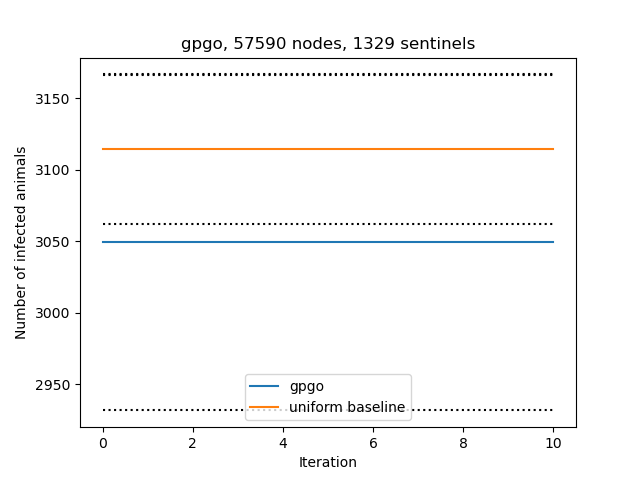 gpgo, 57590 nodes, 1329 sentinels
3150
3100
3050
3000
2950
Number of infected animals
gpgo
uniform baseline
0 2 4 6 8 10
Iteration